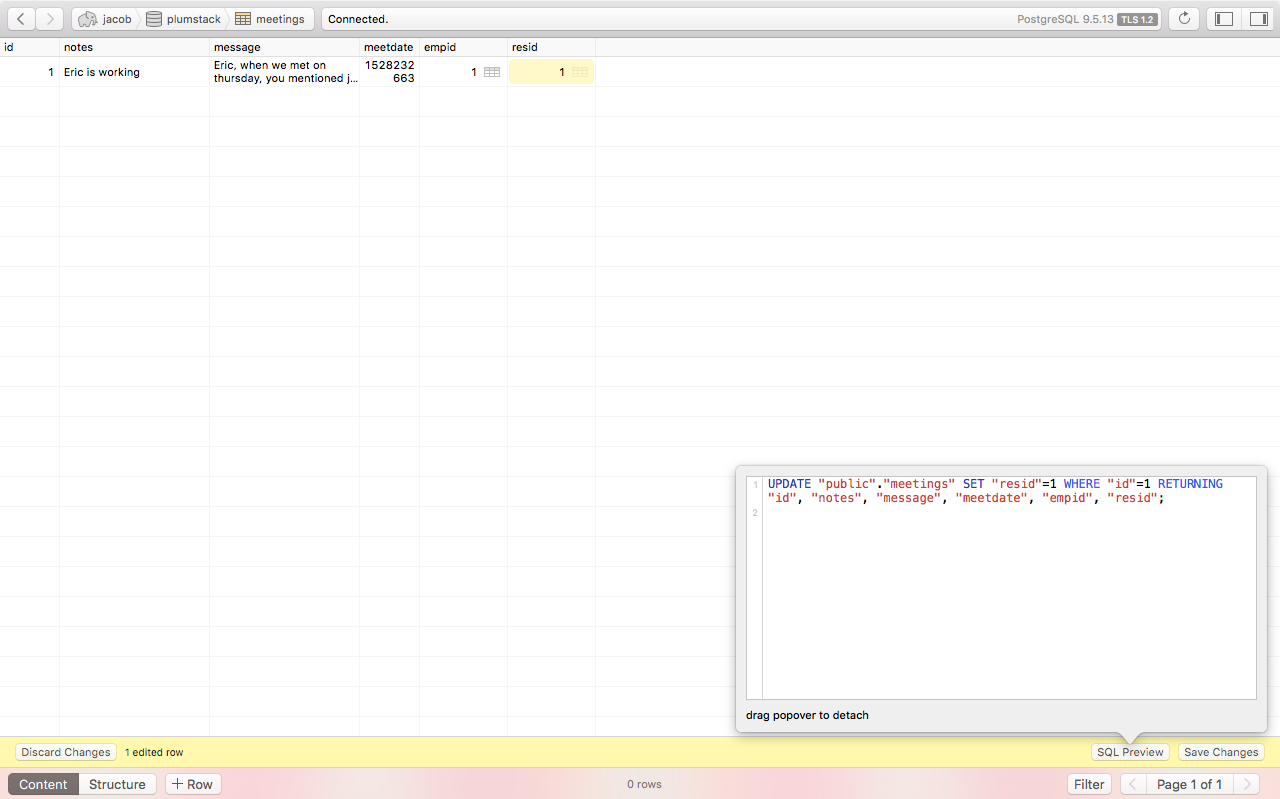 jacob plumstack meetings Connected. PostgreSQL 9.5.13 TLS 1.2
id notes message meetdate empid resid
1 Eric is working Eric, when we met on thursday, you mentioned j... 1528232663 1 1
1 UPDATE "public"."meetings" SET "resid"=1 WHERE "id"=1 RETURNING
"id", "notes", "message", "meetdate", "empid", "resid";
2
drag popover to detach
Discard Changes 1 edited row SQL Preview Save Changes
Content Structure + Row 0 rows Filter Page 1 of 1